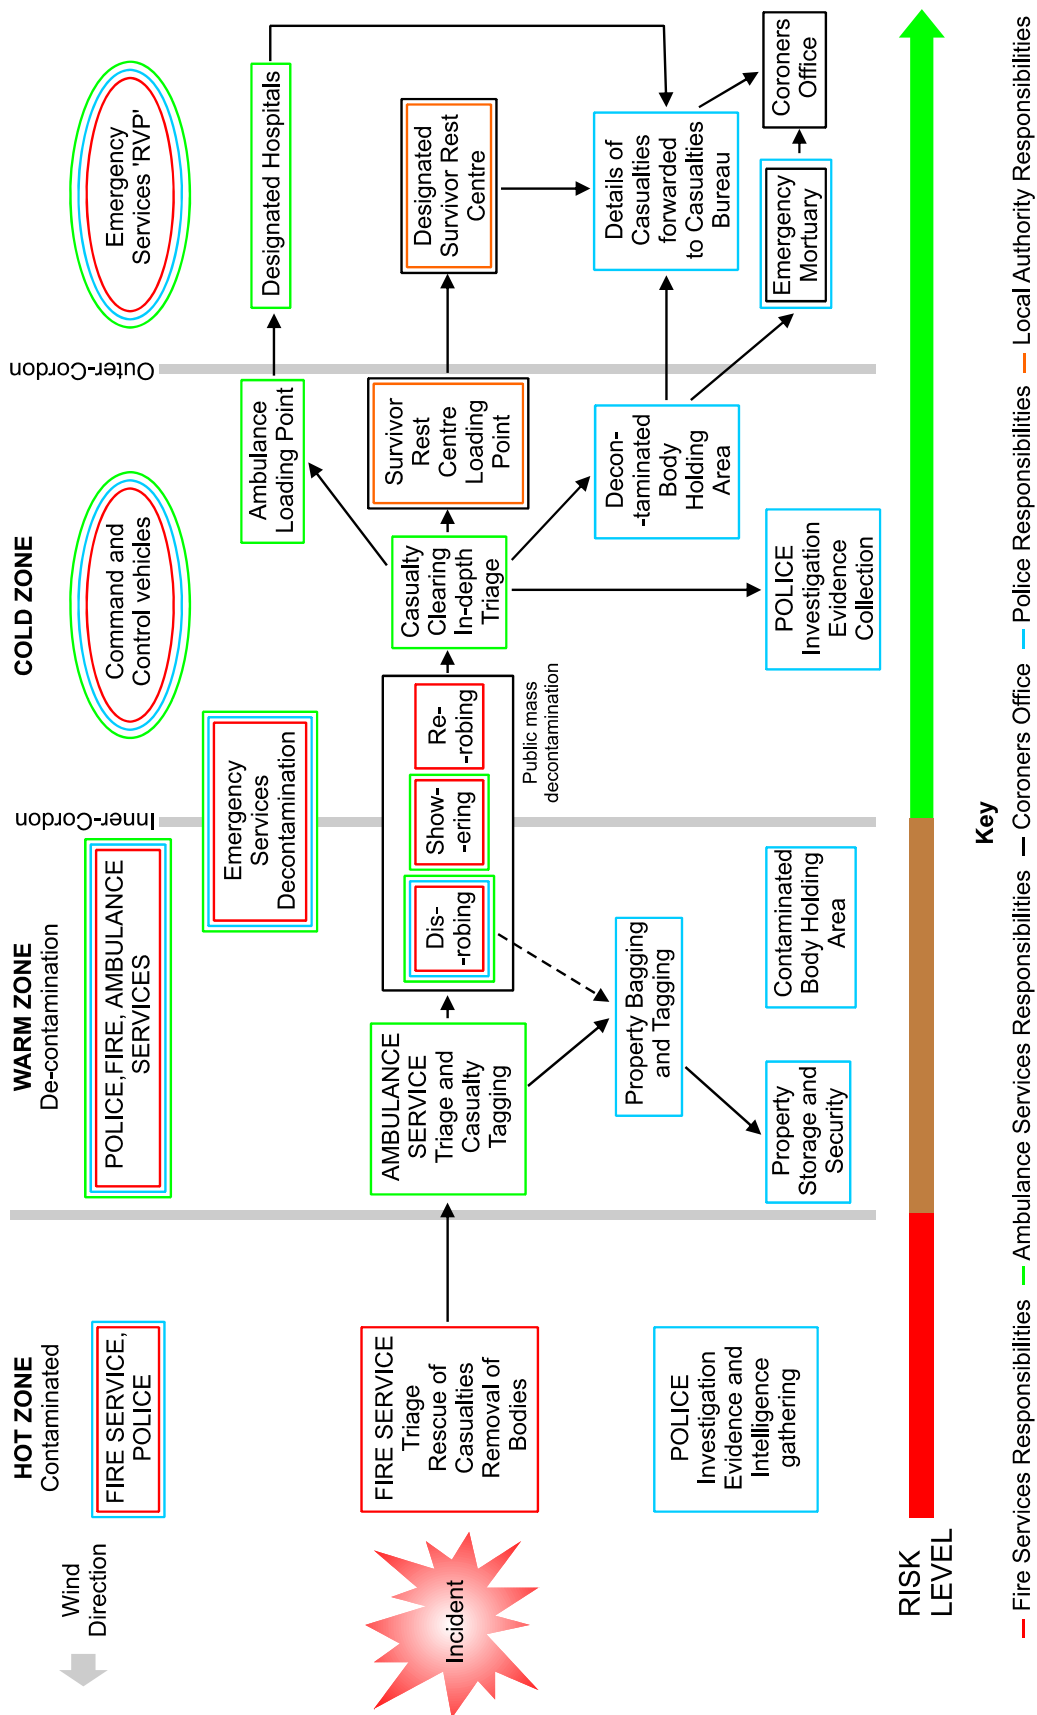 Wind
Direction
HOT ZONE
Contaminated
WARM ZONE
De-contamination
COLD ZONE
Inner-Cordon
Outer-Cordon
FIRE SERVICE,
POLICE
POLICE, FIRE, AMBULANCE
SERVICES
Command and
Control vehicles
Emergency
Services 'RVP'
Emergency
Services
Decontamination
Ambulance
Loading Point
Designated Hospitals
Incident
FIRE SERVICE
Triage
Rescue of
Casualties
Removal of
Bodies
AMBULANCE
SERVICE
Triage and
Casualty
Tagging
Dis-
-robing
Show-
-ering
Re-
-robing
Public mass
decontamination
Casualty
Clearing
In-depth
Triage
Survivor
Rest
Centre
Loading
Point
Designated
Survivor Rest
Centre
POLICE
Investigation
Evidence and
Intelligence
gathering
Property Bagging
and Tagging
Property
Storage and
Security
Contaminated
Body Holding
Area
POLICE
Investigation
Evidence
Collection
Decon-
-taminated
Body
Holding
Area
Details of
Casualties
forwarded
to Casualties
Bureau
Emergency
Mortuary
Coroners
Office
RISK
LEVEL
Key
Fire Services Responsibilities
Ambulance Services Responsibilities
Coroners Office
Police Responsibilities
Local Authority Responsibilities